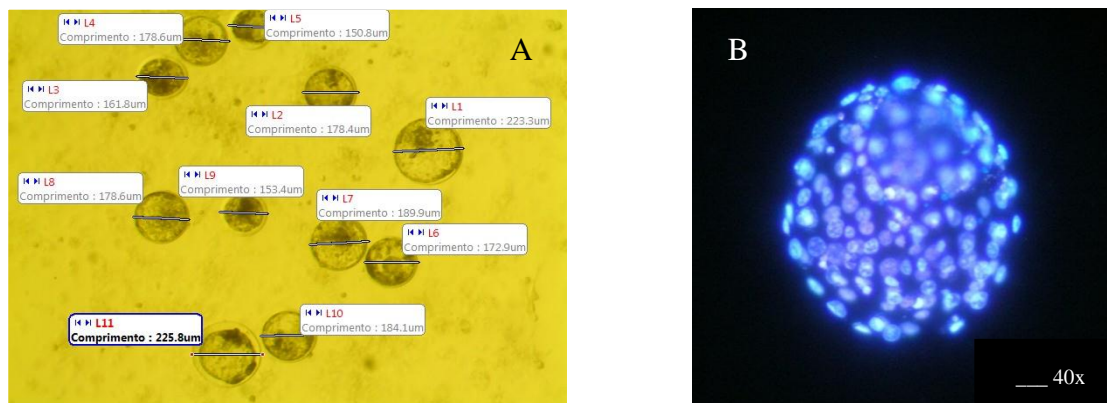 L4
Comprimento : 178.6um
L5
Comprimento : 150.8um
A
L3
Comprimento : 161.8um
L2
Comprimento : 178.4um
L1
Comprimento : 223.3um
L8
Comprimento : 178.6um
L9
Comprimento : 153.4um
L7
Comprimento : 189.9um
L6
Comprimento : 172.9um
L11
Comprimento : 225.8um
L10
Comprimento : 184.1um
B
___ 40x